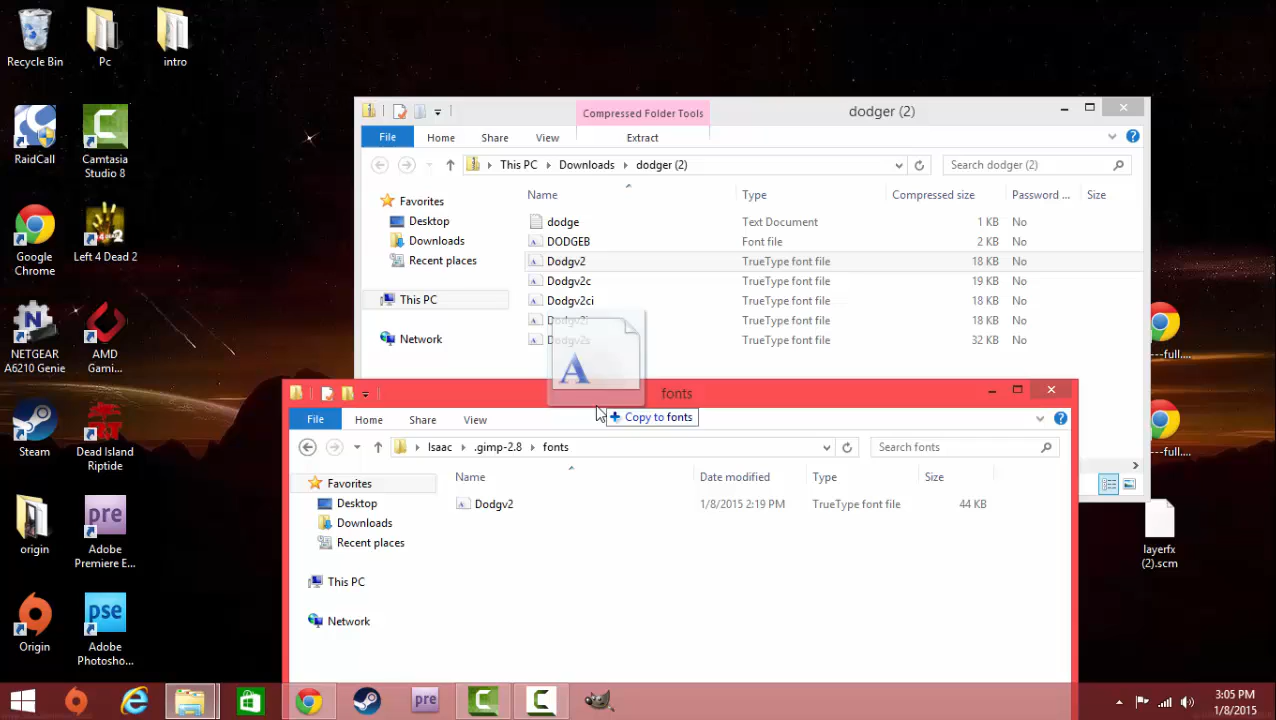 Recycle Bin
Pc
intro
RaidCall
Camtasia
Studio 8
Google
Chrome
Left 4 Dead 2
NETGEAR
A6210 Genie
AMD
Gami...
Steam
Dead Island
Riptide
origin
Adobe
Premiere E...
Origin
Adobe
Photosho...
Compressed Folder Tools
dodger (2)
File
Home
Share
View
Extract
This PC
Downloads
dodger (2)
Search dodger (2)
Favorites
Desktop
Downloads
Recent places
This PC
Network
Name
Type
Compressed size
Password ...
Size
dodge
Text Document
1 KB
No
DODGEB
Font file
2 KB
No
Dodgv2
TrueType font file
18 KB
No
Dodgv2c
TrueType font file
19 KB
No
Dodgv2ci
TrueType font file
18 KB
No
Dodgv2i
TrueType font file
18 KB
No
Dodgv2s
TrueType font file
32 KB
No
Copy to fonts
fonts
File
Home
Share
View
Isaac
.gimp-2.8
fonts
Search fonts
Favorites
Desktop
Downloads
Recent places
This PC
Network
Name
Date modified
Type
Size
Dodgv2
1/8/2015 2:19 PM
TrueType font file
44 KB
---full....
---full....
layerfx
(2).scm
pre
pse
pre
3:05 PM
1/8/2015